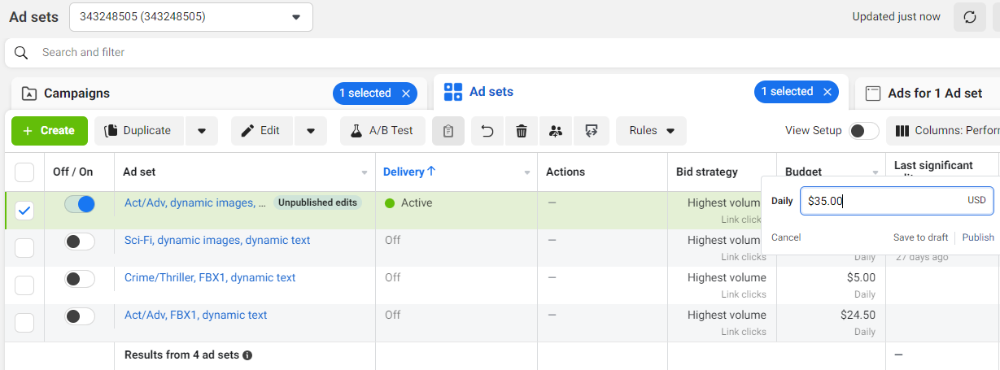 Ad sets 343248505 (343248505) Updated just now
Search and filter
Campaigns 1 selected Ad sets 1 selected Ads for 1 Ad set
+ Create Duplicate Edit A/B Test Rules View Setup Columns: Perfor
Off / On Ad set Delivery Actions Bid strategy Budget Last significant
Act/Adv, dynamic images, ... Unpublished edits Active — Highest volume Daily $35.00 USD
Link clicks
Cancel Save to draft Publish
Sci-Fi, dynamic images, dynamic text Off — Highest volume
Link clicks Daily 27 days ago
Crime/Thriller, FBX1, dynamic text Off — Highest volume $5.00
Link clicks Daily
Act/Adv, FBX1, dynamic text Off — Highest volume $24.50
Link clicks Daily
Results from 4 ad sets —